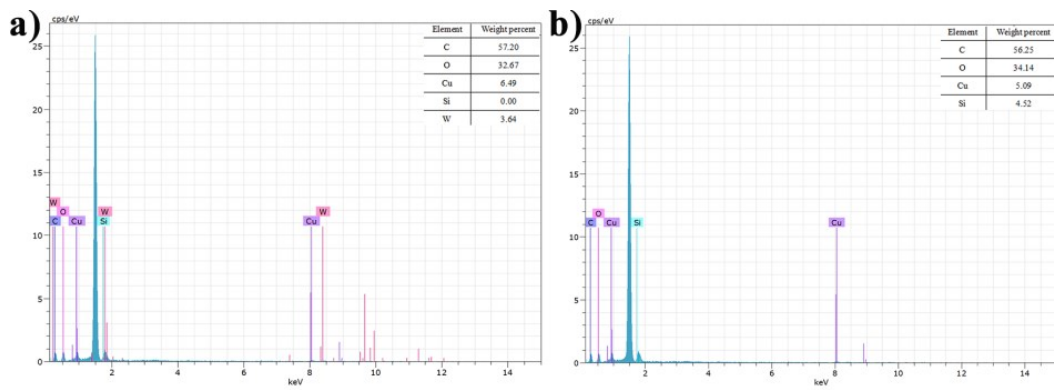 a)
cps/eV
Element Weight percent
C 57.20
O 32.67
Cu 6.49
Si 0.00
W 3.64
25
20
15
10
5
0
W W
O
C Cu Si Cu W
2 4 6 8 10 12 14
keV
b)
cps/eV
Element Weight percent
C 56.25
O 34.14
Cu 5.09
Si 4.52
25
20
15
10
5
0
O
C Cu Si Cu
2 4 6 8 10 12 14
keV